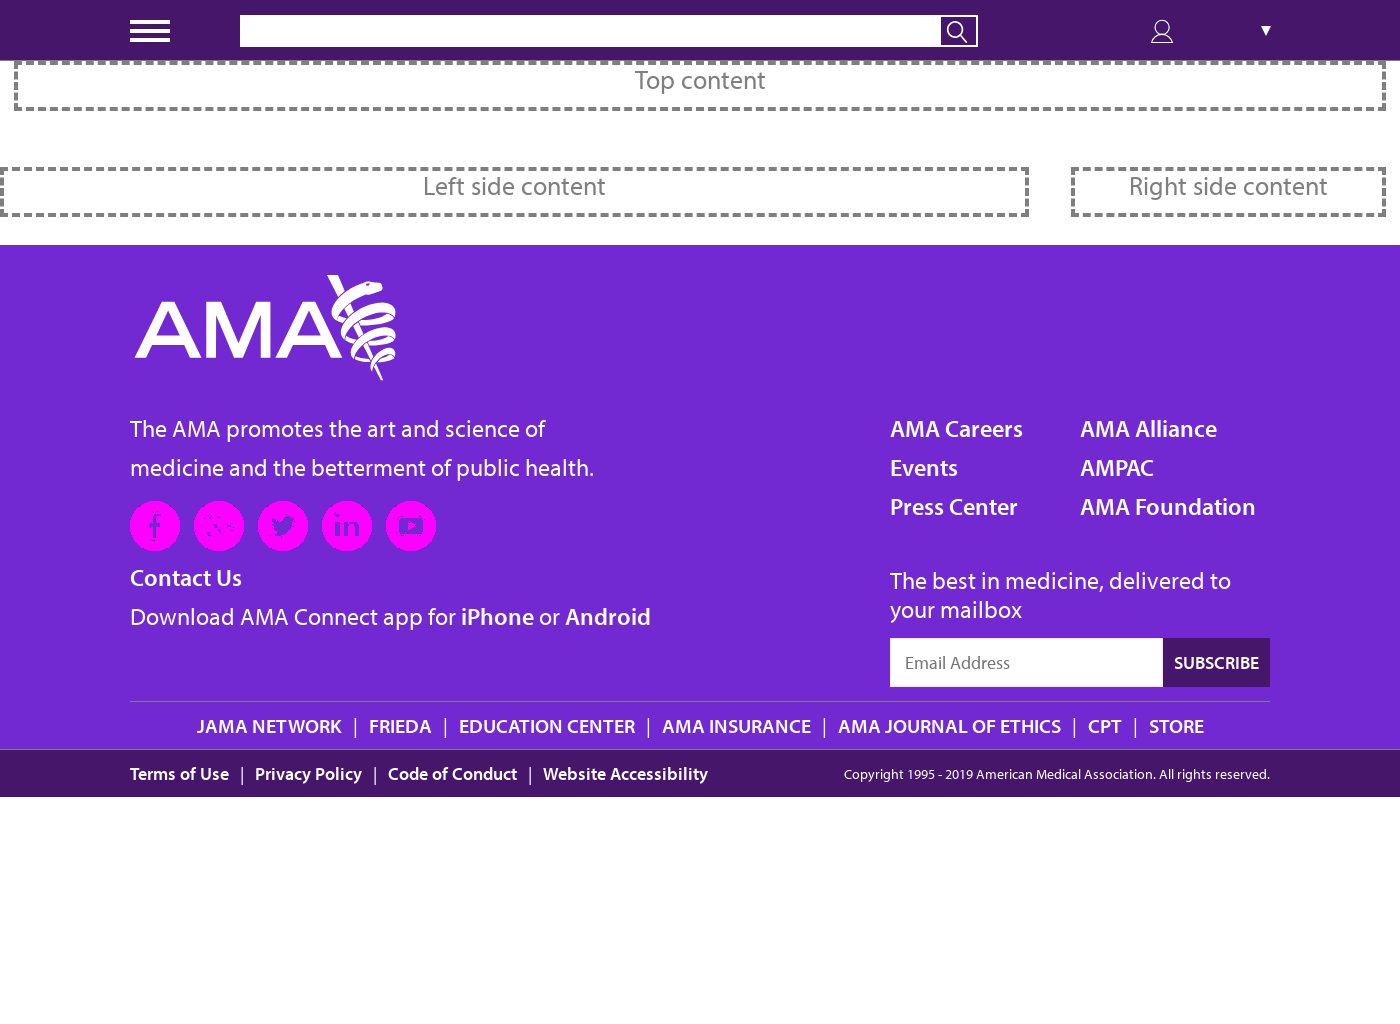 Top content
Left side content
Right side content
AMA
The AMA promotes the art and science of
medicine and the betterment of public health.
Contact Us
Download AMA Connect app for iPhone or Android
AMA Careers
Events
Press Center
AMA Alliance
AMPAC
AMA Foundation
The best in medicine, delivered to
your mailbox
Email Address
SUBSCRIBE
JAMA NETWORK | FRIEDA | EDUCATION CENTER | AMA INSURANCE | AMA JOURNAL OF ETHICS | CPT | STORE
Terms of Use | Privacy Policy | Code of Conduct | Website Accessibility
Copyright 1995 - 2019 American Medical Association. All rights reserved.